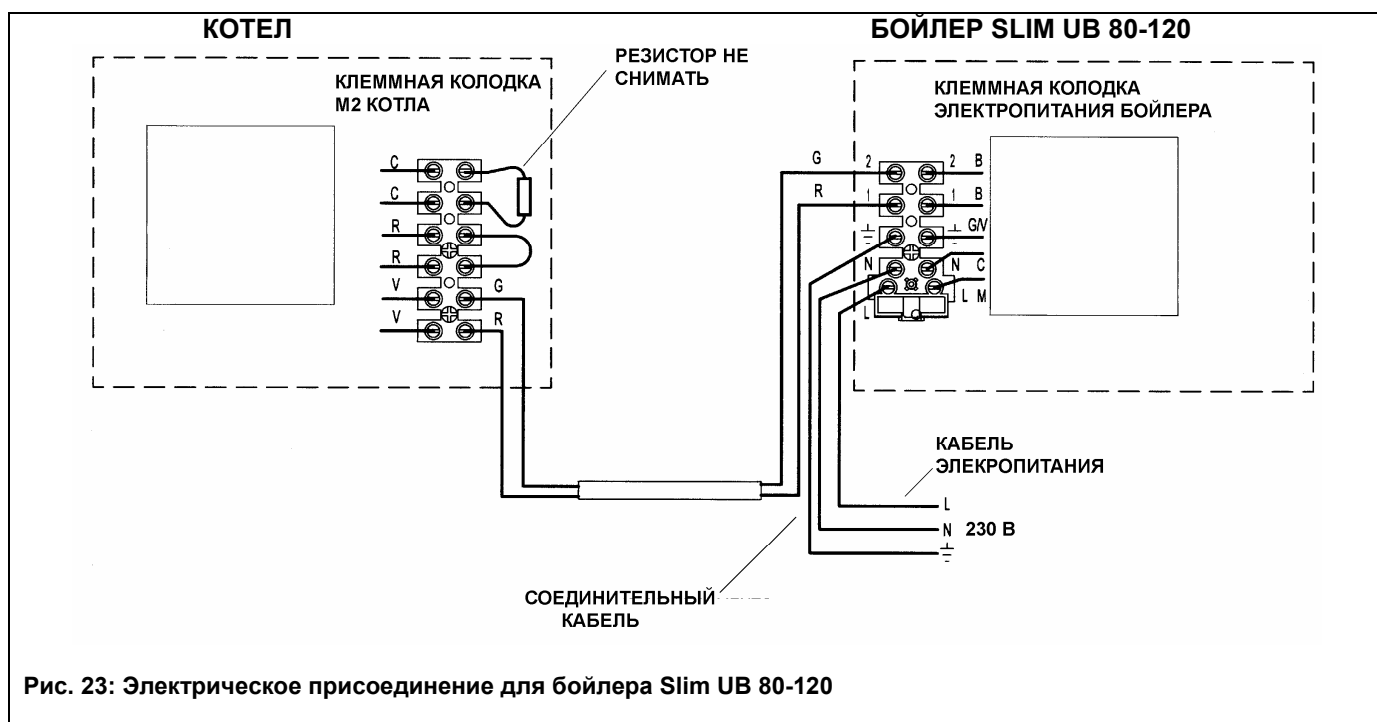 КОТЕЛ
БОЙЛЕР SLIM UB 80-120
РЕЗИСТОР НЕ
СНИМАТЬ
КЛЕММНАЯ КОЛОДКА
М2 КОТЛА
КЛЕММНАЯ КОЛОДКА
ЭЛЕКТРОПИТАНИЯ БОЙЛЕРА
C
C
R
R
V
V
G
R
G
R
2
1
N
L
2 B
1 B
G/V
N C
L M
КАБЕЛЬ
ЭЛЕКРОПИТАНИЯ
L
N 230 В
СОЕДИНИТЕЛЬНЫЙ
КАБЕЛЬ
Рис. 23: Электрическое присоединение для бойлера Slim UB 80-120